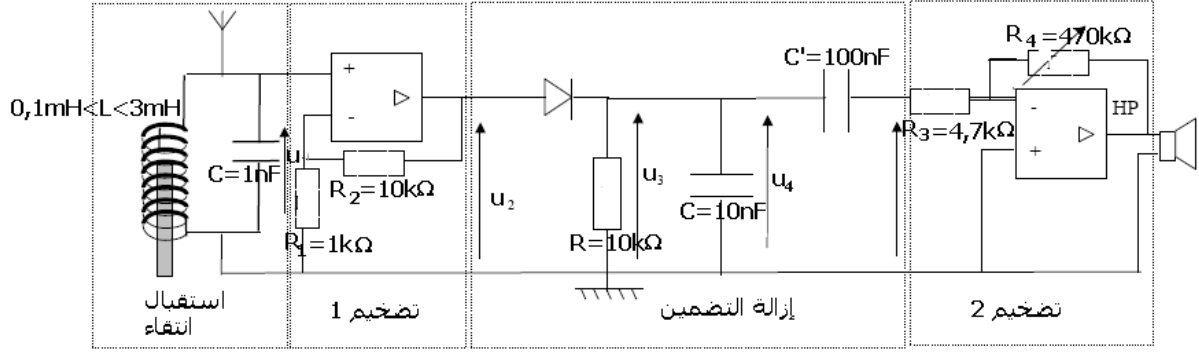 0,1mH<L<3mH
C=1nF
u
R1=1kΩ
R2=10kΩ
+
-
u2
R=10kΩ
u3
C=10nF
u4
C'=100nF
R3=4,7kΩ
R4=470kΩ
-
+
HP
استقبال
انتقاء
تضخيم 1
إزالة التضمين
تضخيم 2